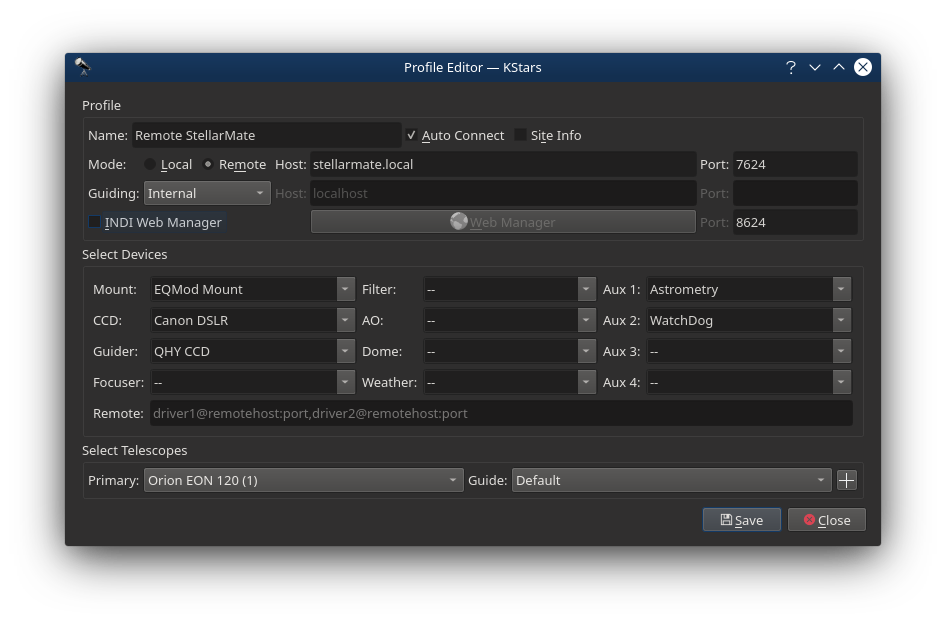 Profile Editor — KStars
Profile
Name: Remote StellarMate Auto Connect Site Info
Mode: Local Remote Host: stellarmate.local Port: 7624
Guiding: Internal Host: localhost Port:
INDI Web Manager Web Manager Port: 8624
Select Devices
Mount: EQMod Mount Filter: -- Aux 1: Astrometry
CCD: Canon DSLR AO: -- Aux 2: WatchDog
Guider: QHY CCD Dome: -- Aux 3: --
Focuser: -- Weather: -- Aux 4: --
Remote: driver1@remotehost:port,driver2@remotehost:port
Select Telescopes
Primary: Orion EON 120 (1) Guide: Default
Save Close